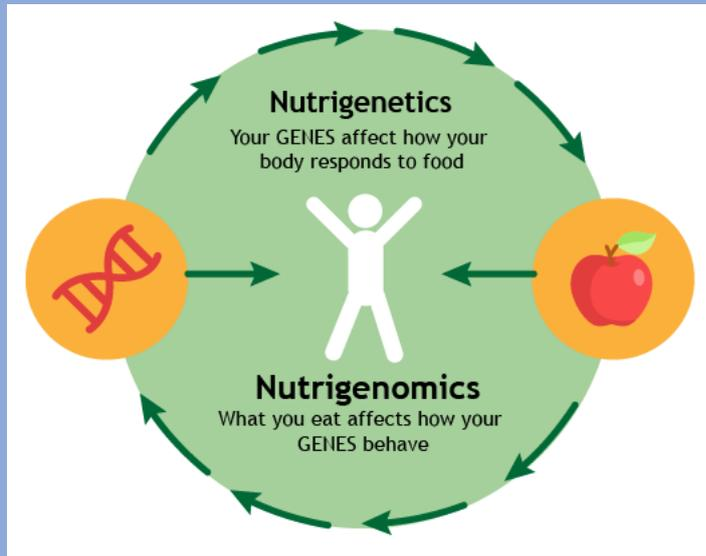 Nutrigenetics
Your GENES affect how your
body responds to food
Nutrigenomics
What you eat affects how your
GENES behave